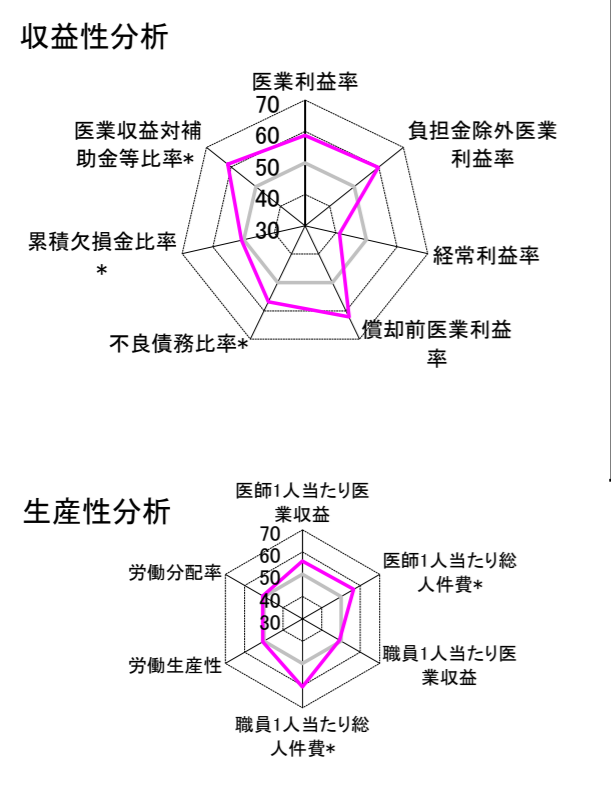 収益性分析
医業利益率
70
60
50
40
30
負担金除外医業
利益率
経常利益率
償却前医業利益
率
不良債務比率*
累積欠損金比率
*
医業収益対補
助金等比率*
生産性分析
医師1人当たり医
業収益
70
60
50
40
30
医師1人当たり総
人件費*
職員1人当たり医
業収益
職員1人当たり総
人件費*
労働生産性
労働分配率